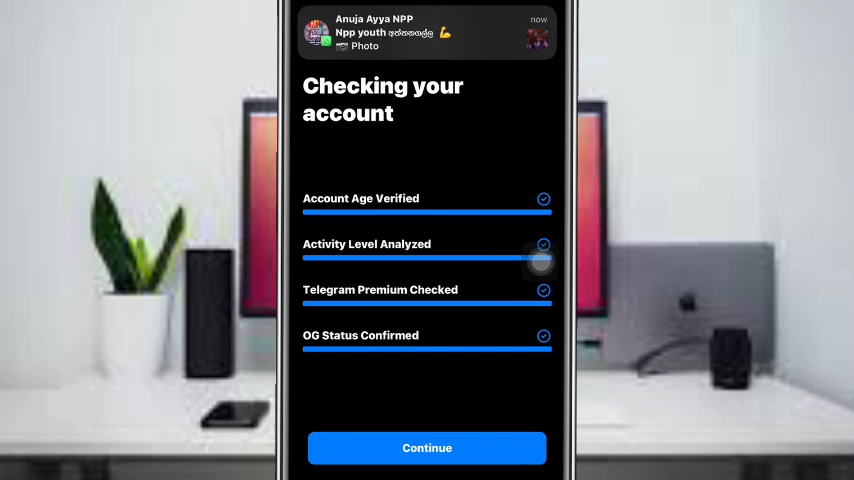 Anuja Ayya NPP
now
Npp youth අත්තනගල්ල 💪
📷 Photo
Checking your
account
Account Age Verified
Activity Level Analyzed
Telegram Premium Checked
OG Status Confirmed
Continue